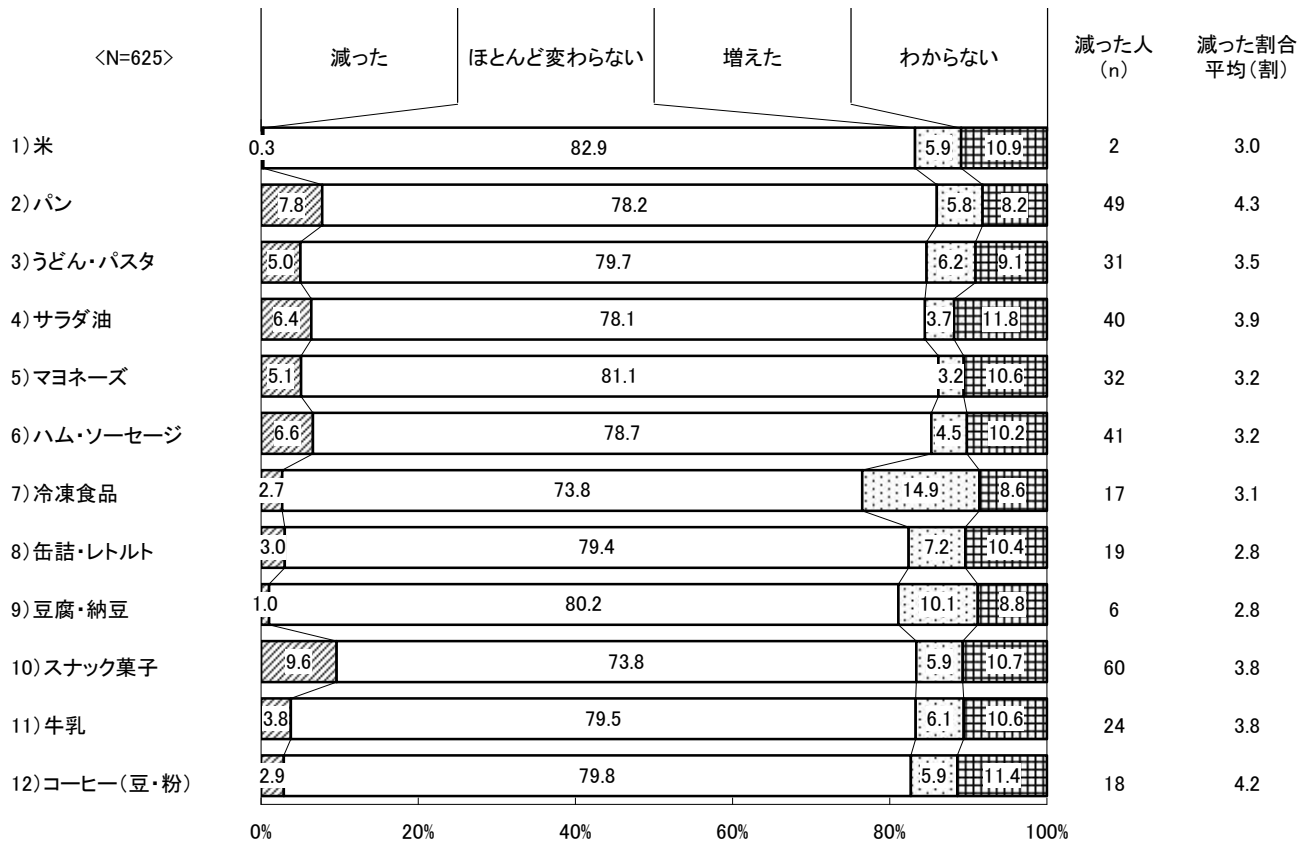 <N=625> 減った ほとんど変わらない 増えた わからない 減った人（n） 減った割合平均（割）
1）米 0.3 82.9 5.9 10.9 2 3.0
2）パン 7.8 78.2 5.8 8.2 49 4.3
3）うどん・パスタ 5.0 79.7 6.2 9.1 31 3.5
4）サラダ油 6.4 78.1 3.7 11.8 40 3.9
5）マヨネーズ 5.1 81.1 3.2 10.6 32 3.2
6）ハム・ソーセージ 6.6 78.7 4.5 10.2 41 3.2
7）冷凍食品 2.7 73.8 14.9 8.6 17 3.1
8）缶詰・レトルト 3.0 79.4 7.2 10.4 19 2.8
9）豆腐・納豆 1.0 80.2 10.1 8.8 6 2.8
10）スナック菓子 9.6 73.8 5.9 10.7 60 3.8
11）牛乳 3.8 79.5 6.1 10.6 24 3.8
12）コーヒー（豆・粉） 2.9 79.8 5.9 11.4 18 4.2
0% 20% 40% 60% 80% 100%